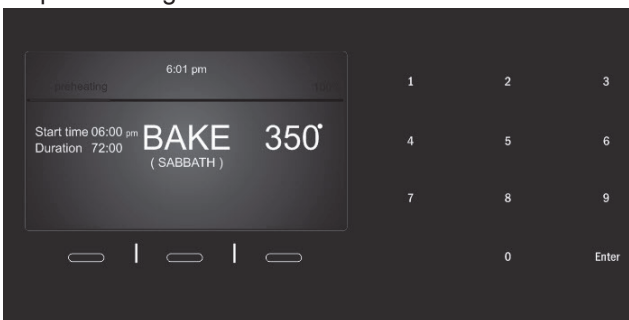 6:01 pm
preheating 100°
Start time 06:00 pm
Duration 72:00
BAKE 350°
( SABBATH )
1 2 3
4 5 6
7 8 9
0 Enter